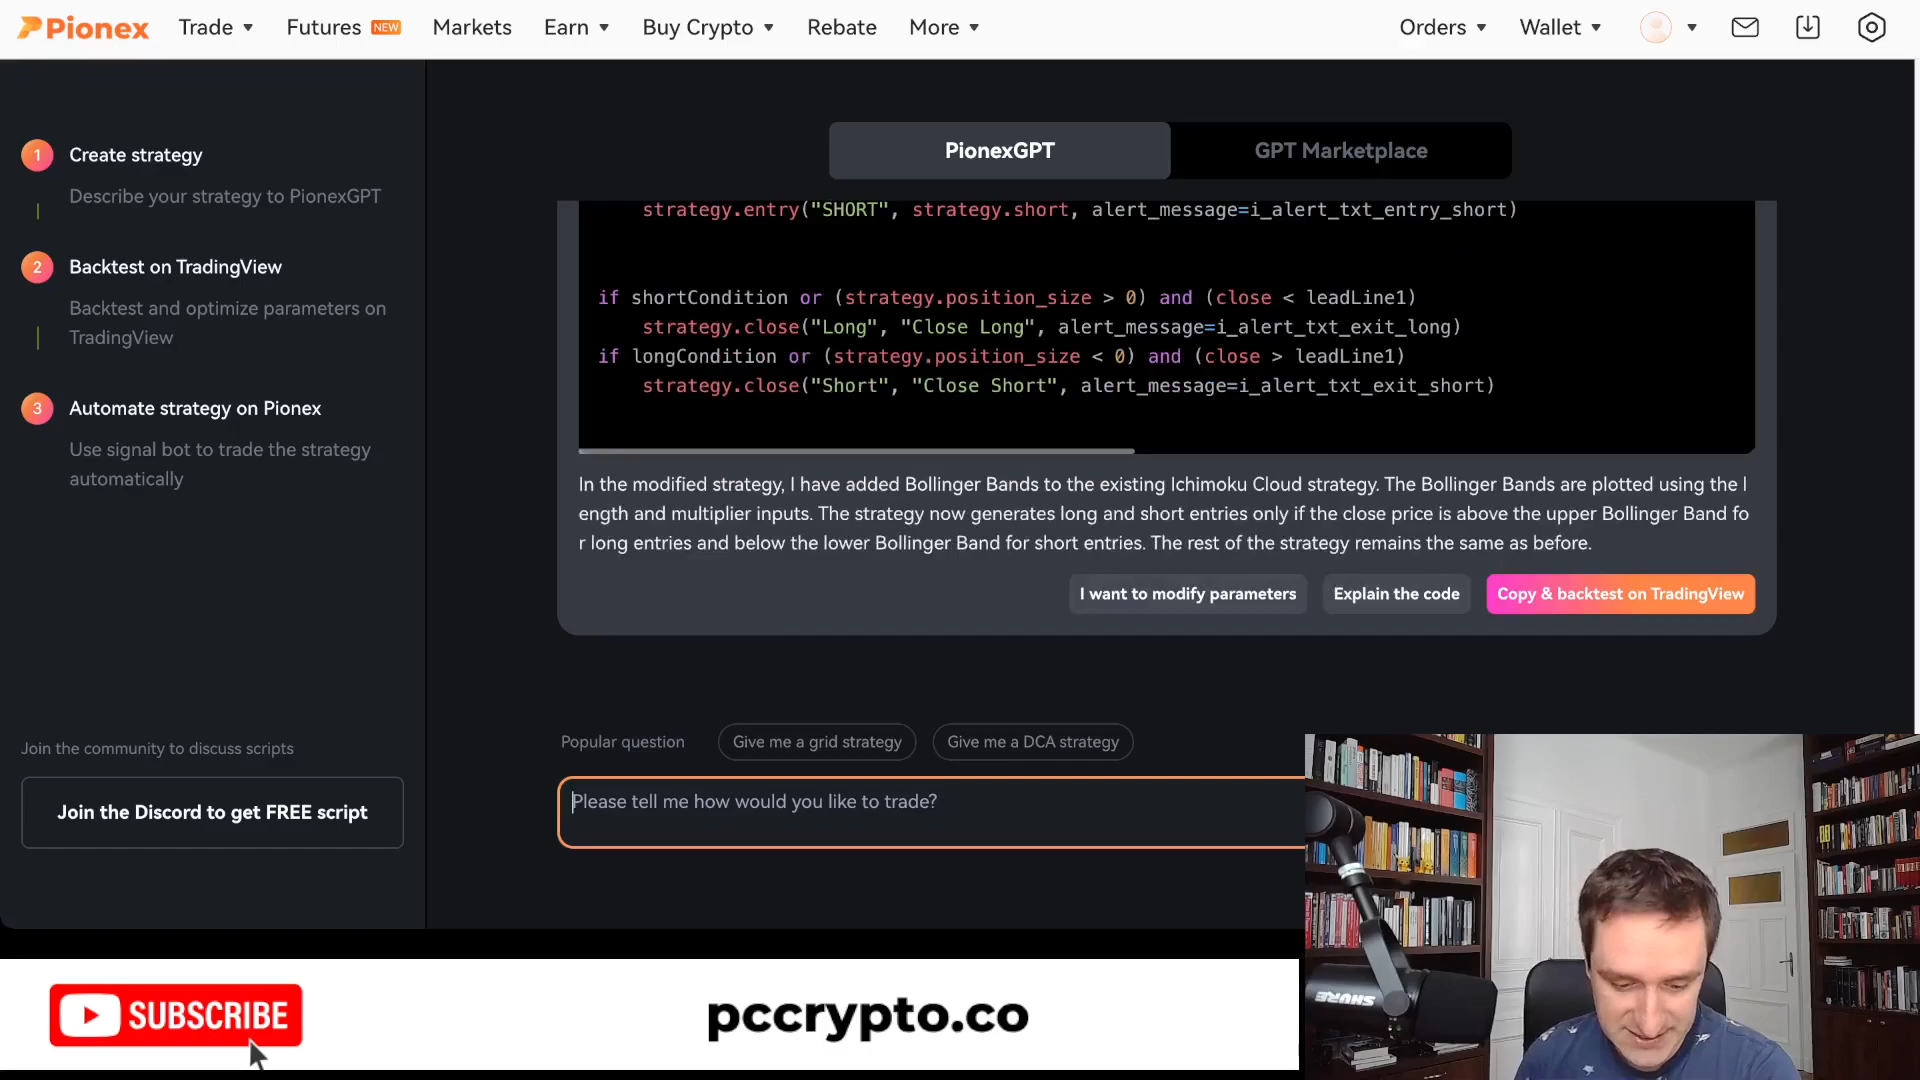 Pionex
Trade
Futures NEW
Markets
Earn
Buy Crypto
Rebate
More
Orders
Wallet
1 Create strategy
Describe your strategy to PionexGPT
2 Backtest on TradingView
Backtest and optimize parameters on
TradingView
3 Automate strategy on Pionex
Use signal bot to trade the strategy
automatically
Join the community to discuss scripts
Join the Discord to get FREE script
PionexGPT
GPT Marketplace
strategy.entry("SHORT", strategy.short, alert_message=i_alert_txt_entry_short)
if shortCondition or (strategy.position_size > 0) and (close < leadLine1)
strategy.close("Long", "Close Long", alert_message=i_alert_txt_exit_long)
if longCondition or (strategy.position_size < 0) and (close > leadLine1)
strategy.close("Short", "Close Short", alert_message=i_alert_txt_exit_short)
In the modified strategy, I have added Bollinger Bands to the existing Ichimoku Cloud strategy. The Bollinger Bands are plotted using the l
ength and multiplier inputs. The strategy now generates long and short entries only if the close price is above the upper Bollinger Band fo
r long entries and below the lower Bollinger Band for short entries. The rest of the strategy remains the same as before.
I want to modify parameters
Explain the code
Copy & backtest on TradingView
Popular question
Give me a grid strategy
Give me a DCA strategy
Please tell me how would you like to trade?
SUBSCRIBE
pccrypto.co
SHURE